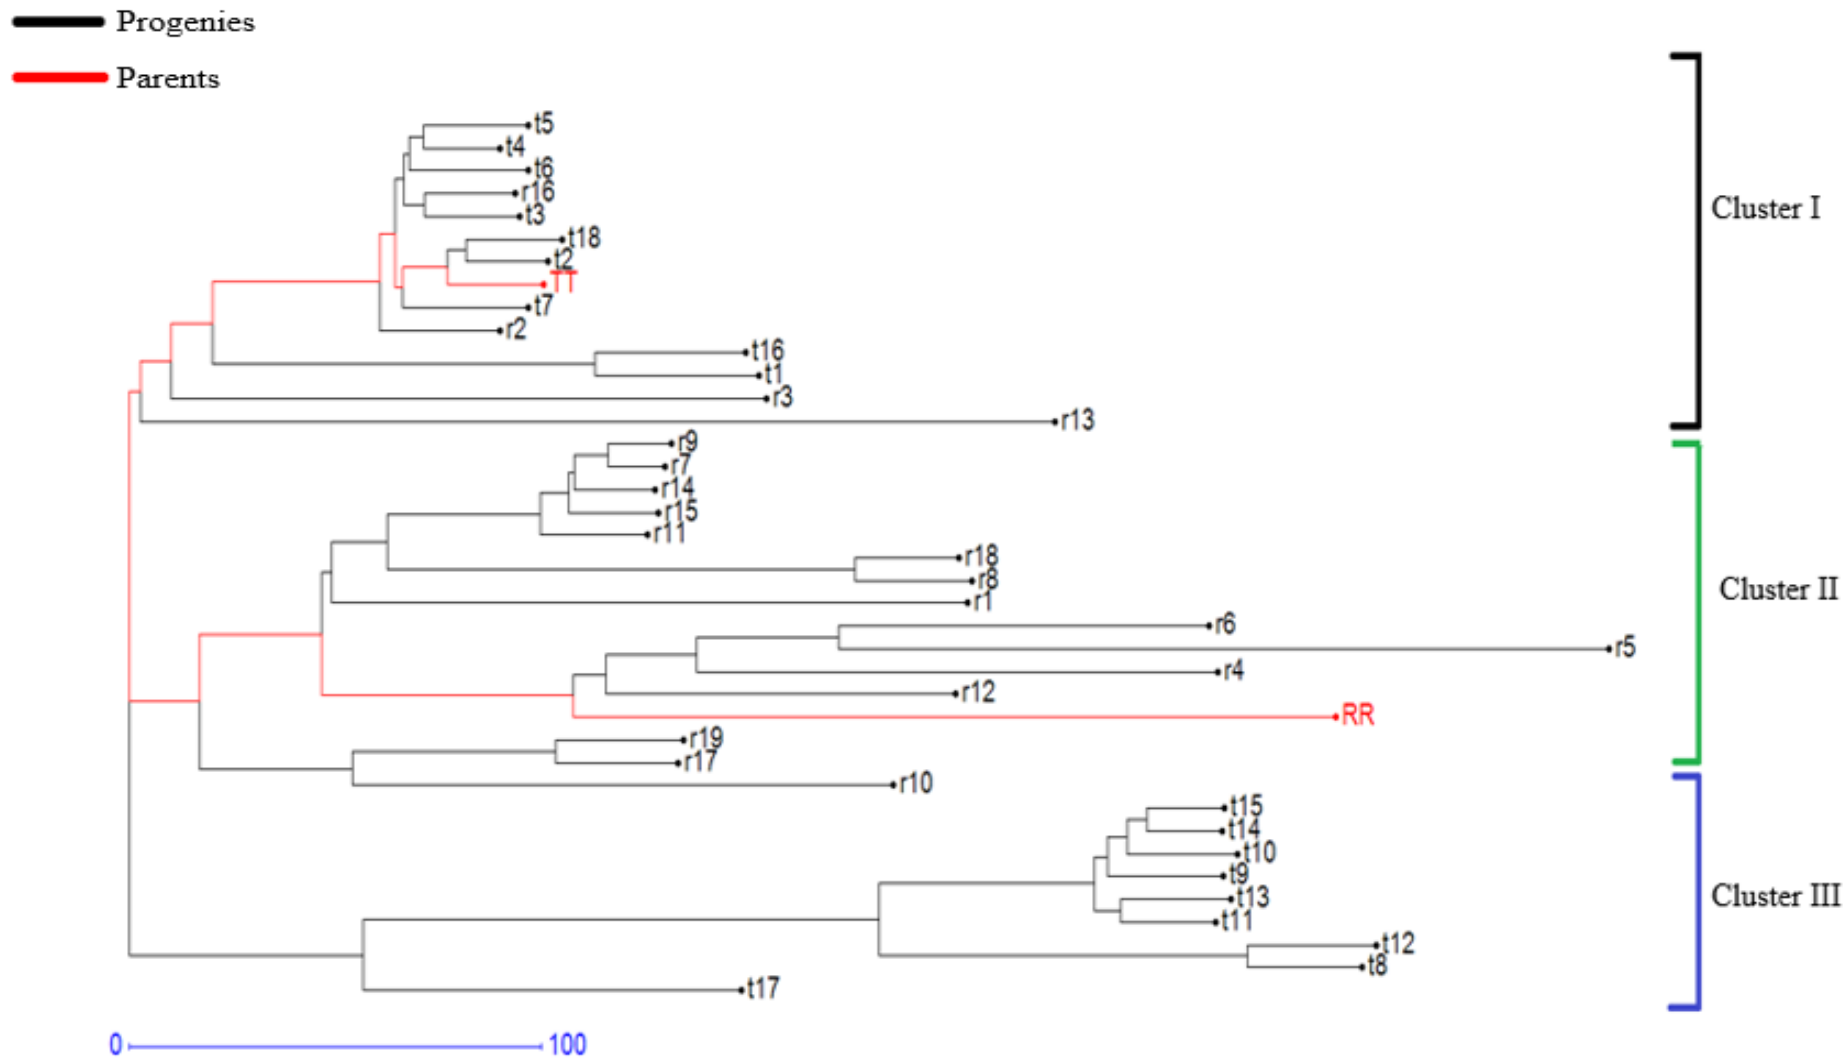 Progenies
Parents
t5
t4
t6
r16
t3
t18
t2
TT
t7
r2
t16
t1
r3
r13
Cluster I
r9
r7
r14
r15
r11
r18
r8
r1
r6
r5
r4
r12
RR
r19
r17
Cluster II
r10
t15
t14
t10
t9
t13
t11
t12
t8
t17
Cluster III
0 100